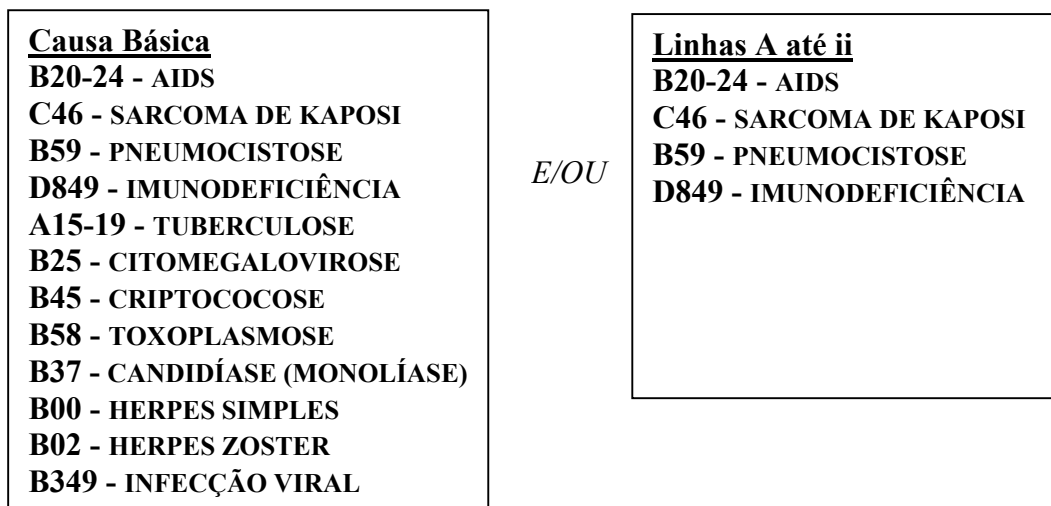 Causa Básica
B20-24 - AIDS
C46 - SARCOMA DE KAPOSI
B59 - PNEUMOCISTOSE
D849 - IMUNODEFICIÊNCIA
A15-19 - TUBERCULOSE
B25 - CITOMEGALOVIROSE
B45 - CRIPTOCOCOSE
B58 - TOXOPLASMOSE
B37 - CANDIDÍASE (MONOLÍASE)
B00 - HERPES SIMPLES
B02 - HERPES ZOSTER
B349 - INFECÇÃO VIRAL
E/OU
Linhas A até ii
B20-24 - AIDS
C46 - SARCOMA DE KAPOSI
B59 - PNEUMOCISTOSE
D849 - IMUNODEFICIÊNCIA